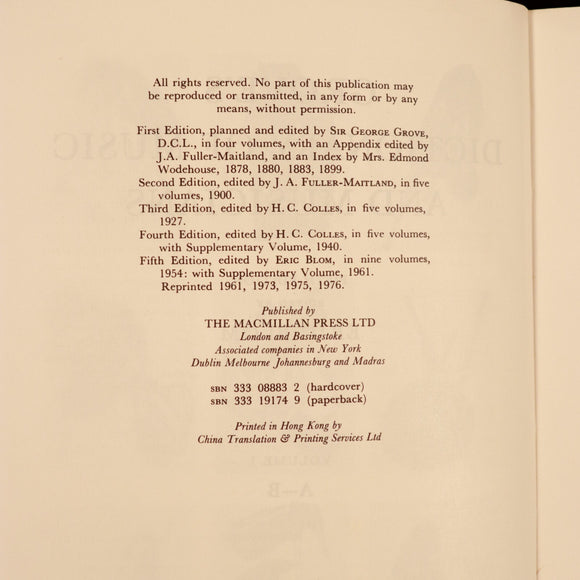 All rights reserved. No part of this publication may
be reproduced or transmitted, in any form or by any
means, without permission.
First Edition, planned and edited by SIR GEORGE GROVE,
D.C.L., in four volumes, with an Appendix edited by
J.A. Fuller-Maitland, and an Index by Mrs. Edmond
Wodehouse, 1878, 1880, 1883, 1899.
Second Edition, edited by J. A. FULLER-MAITLAND, in five
volumes, 1900.
Third Edition, edited by H. C. COLLES, in five volumes,
1927.
Fourth Edition, edited by H. C. COLLES, in five volumes,
with Supplementary Volume, 1940.
Fifth Edition, edited by ERIC BLOM, in nine volumes,
1954: with Supplementary Volume, 1961.
Reprinted 1961, 1973, 1975, 1976.
Published by
THE MACMILLAN PRESS LTD
London and Basingstoke
Associated companies in New York
Dublin Melbourne Johannesburg and Madras
SBN 333 08883 2 (hardcover)
SBN 333 19174 9 (paperback)
Printed in Hong Kong by
China Translation & Printing Services Ltd
VOLUME I
A–B